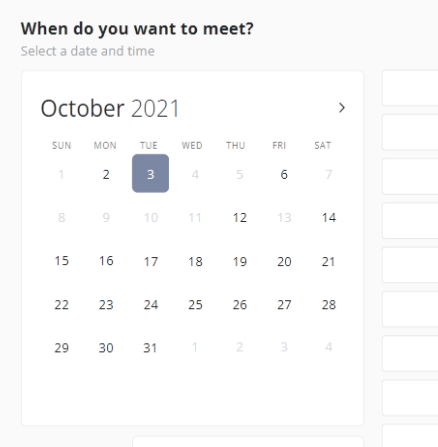 When do you want to meet?
Select a date and time
October 2021
SUN MON TUE WED THU FRI SAT
1 2 3 4 5 6 7
8 9 10 11 12 13 14
15 16 17 18 19 20 21
22 23 24 25 26 27 28
29 30 31 1 2 3 4